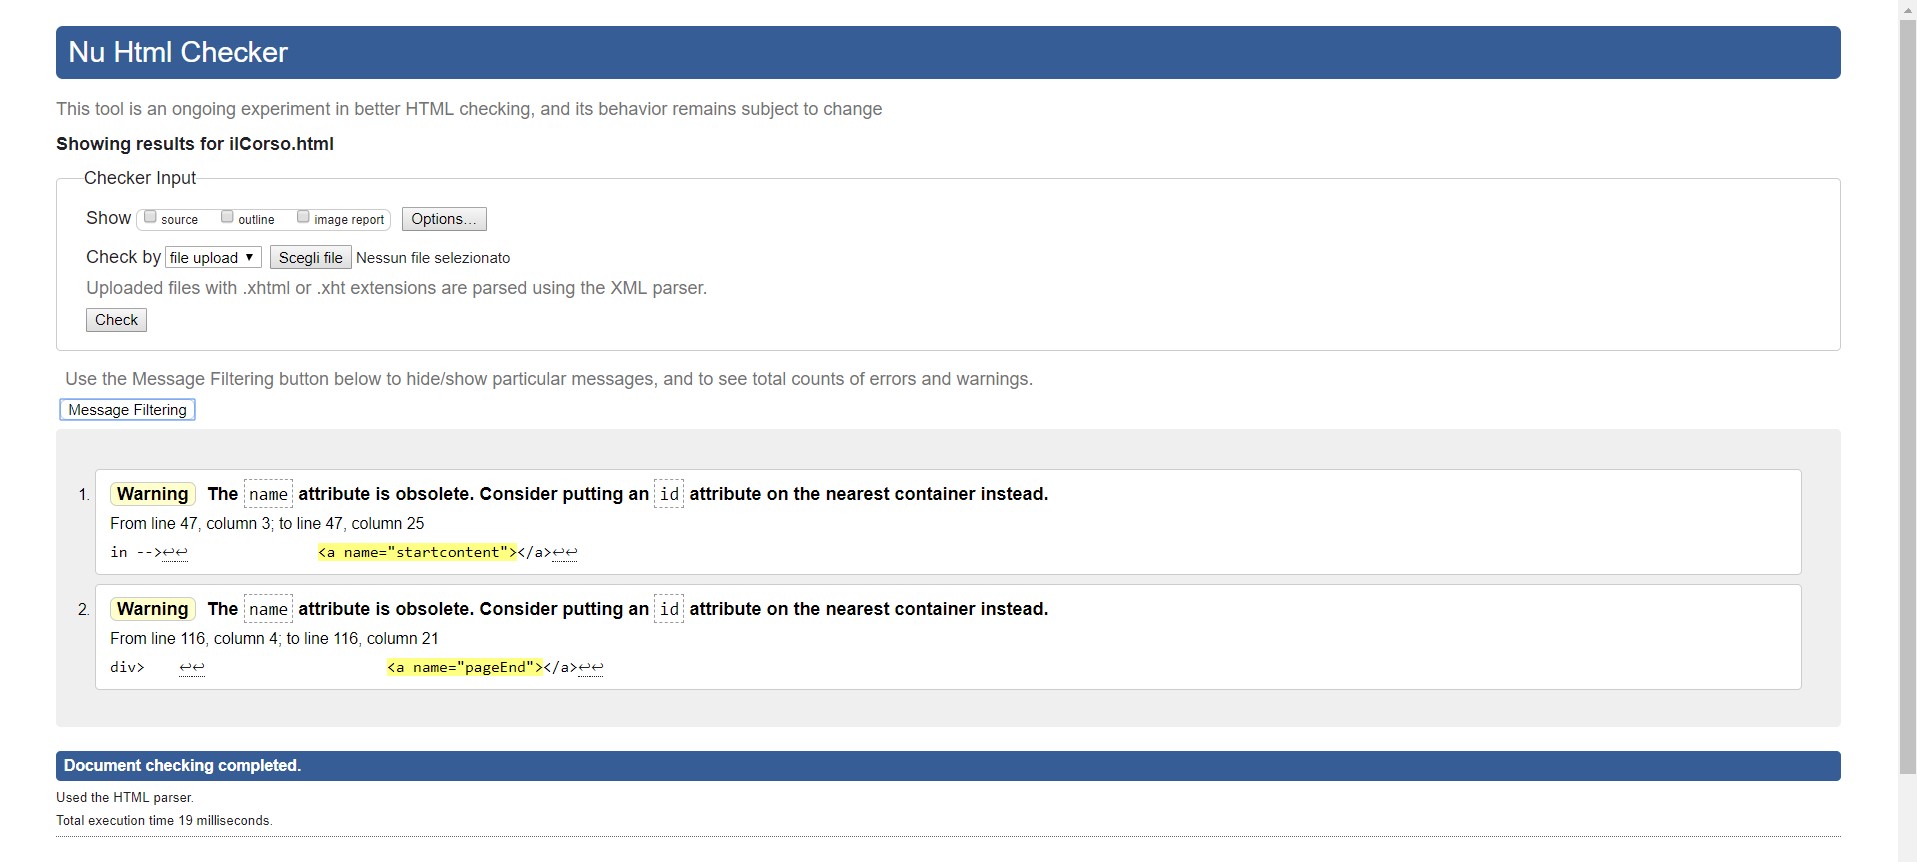 Nu Html Checker
This tool is an ongoing experiment in better HTML checking, and its behavior remains subject to change
Showing results for ilCorso.html
Checker Input
Show source outline image report Options...
Check by file upload ▼ Scegli file Nessun file selezionato
Uploaded files with .xhtml or .xht extensions are parsed using the XML parser.
Check
Use the Message Filtering button below to hide/show particular messages, and to see total counts of errors and warnings.
Message Filtering
1. Warning The name attribute is obsolete. Consider putting an id attribute on the nearest container instead.
From line 47, column 3; to line 47, column 25
in -->↩↩ <a name="startcontent"></a>↩↩
2. Warning The name attribute is obsolete. Consider putting an id attribute on the nearest container instead.
From line 116, column 4; to line 116, column 21
div> ↩↩ <a name="pageEnd"></a>↩↩
Document checking completed.
Used the HTML parser.
Total execution time 19 milliseconds.